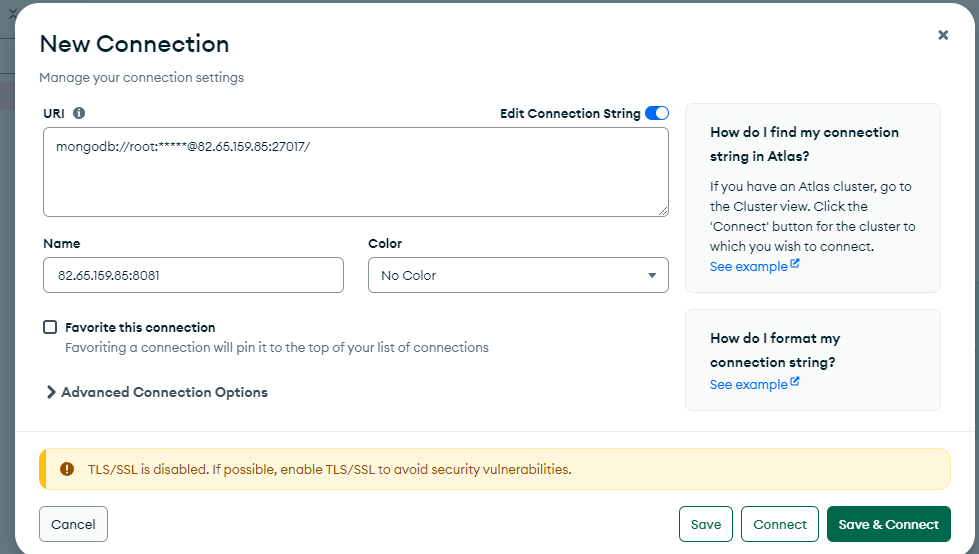 New Connection
Manage your connection settings
URI
Edit Connection String
mongodb://root:*****@82.65.159.85:27017/
Name
Color
82.65.159.85:8081
No Color
Favorite this connection
Favoriting a connection will pin it to the top of your list of connections
Advanced Connection Options
How do I find my connection
string in Atlas?
If you have an Atlas cluster, go to
the Cluster view. Click the
'Connect' button for the cluster to
which you wish to connect.
See example
How do I format my
connection string?
See example
TLS/SSL is disabled. If possible, enable TLS/SSL to avoid security vulnerabilities.
Cancel
Save
Connect
Save & Connect